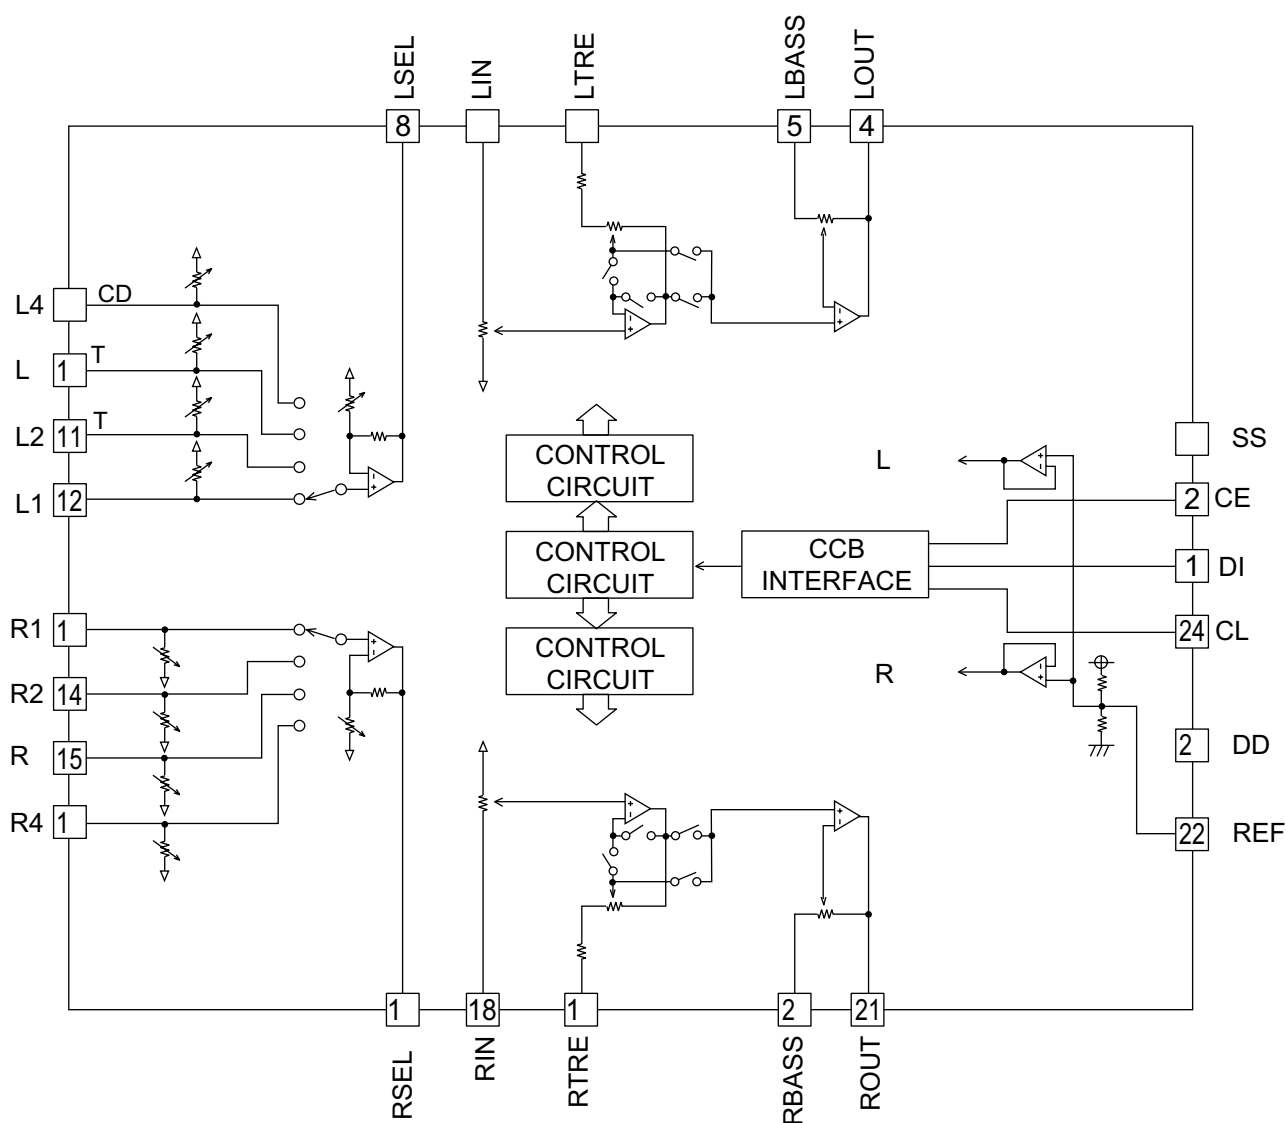 LSEL
LIN
LTRE
LBASS
LOUT
8
5
4
L4
CD
L
1
T
L2
11
T
L1
12
CONTROL
CIRCUIT
CONTROL
CIRCUIT
CONTROL
CIRCUIT
CCB
INTERFACE
L
R
SS
2
CE
1
DI
24
CL
2
DD
22
REF
R1
1
R2
14
R
15
R4
1
1
18
1
2
21
RSEL
RIN
RTRE
RBASS
ROUT